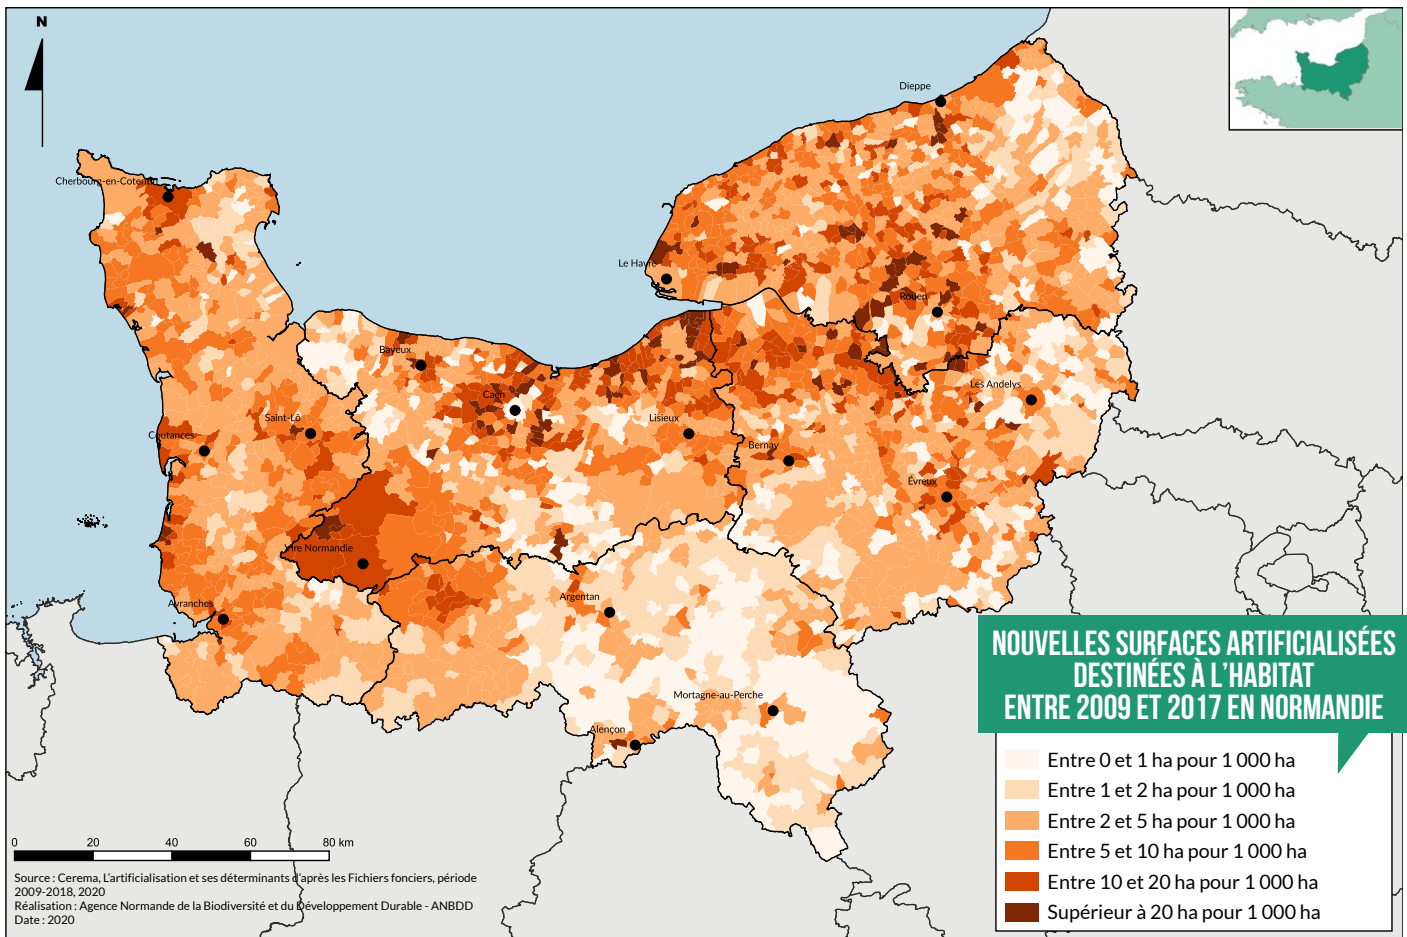 N
Dieppe
Cherbourg-en-Cotentin
Le Havre
Rouen
Bayeux
Les Andelys
Caen
Saint-Lô
Lisieux
Coutances
Bernay
Évreux
Vire Normandie
Argentan
Avranches
Mortagne-au-Perche
Alençon
NOUVELLES SURFACES ARTIFICIALISÉES
DESTINÉES À L'HABITAT
ENTRE 2009 ET 2017 EN NORMANDIE
Entre 0 et 1 ha pour 1 000 ha
Entre 1 et 2 ha pour 1 000 ha
Entre 2 et 5 ha pour 1 000 ha
Entre 5 et 10 ha pour 1 000 ha
Entre 10 et 20 ha pour 1 000 ha
Supérieur à 20 ha pour 1 000 ha
0 20 40 60 80 km
Source : Cerema, L'artificialisation et ses déterminants d'après les Fichiers fonciers, période
2009-2018, 2020
Réalisation : Agence Normande de la Biodiversité et du Développement Durable - ANBDD
Date : 2020